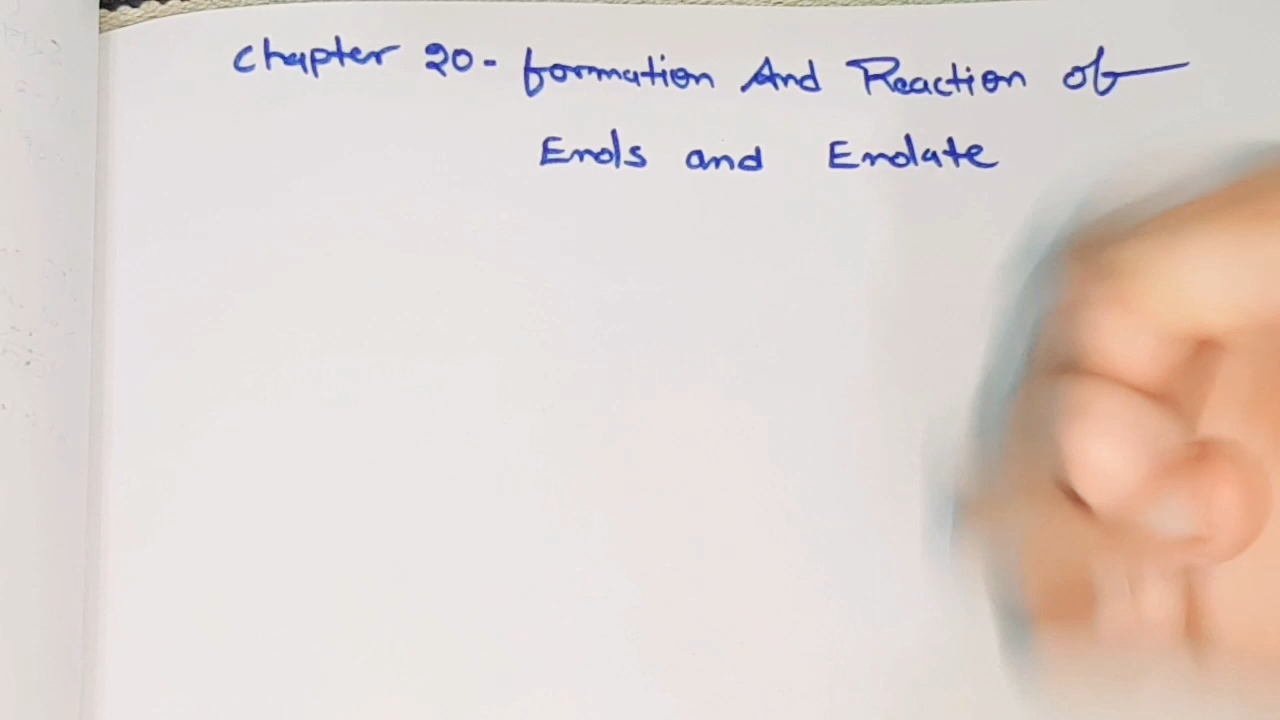 Chapter 20- formation And Reaction of
Enols and Enolate